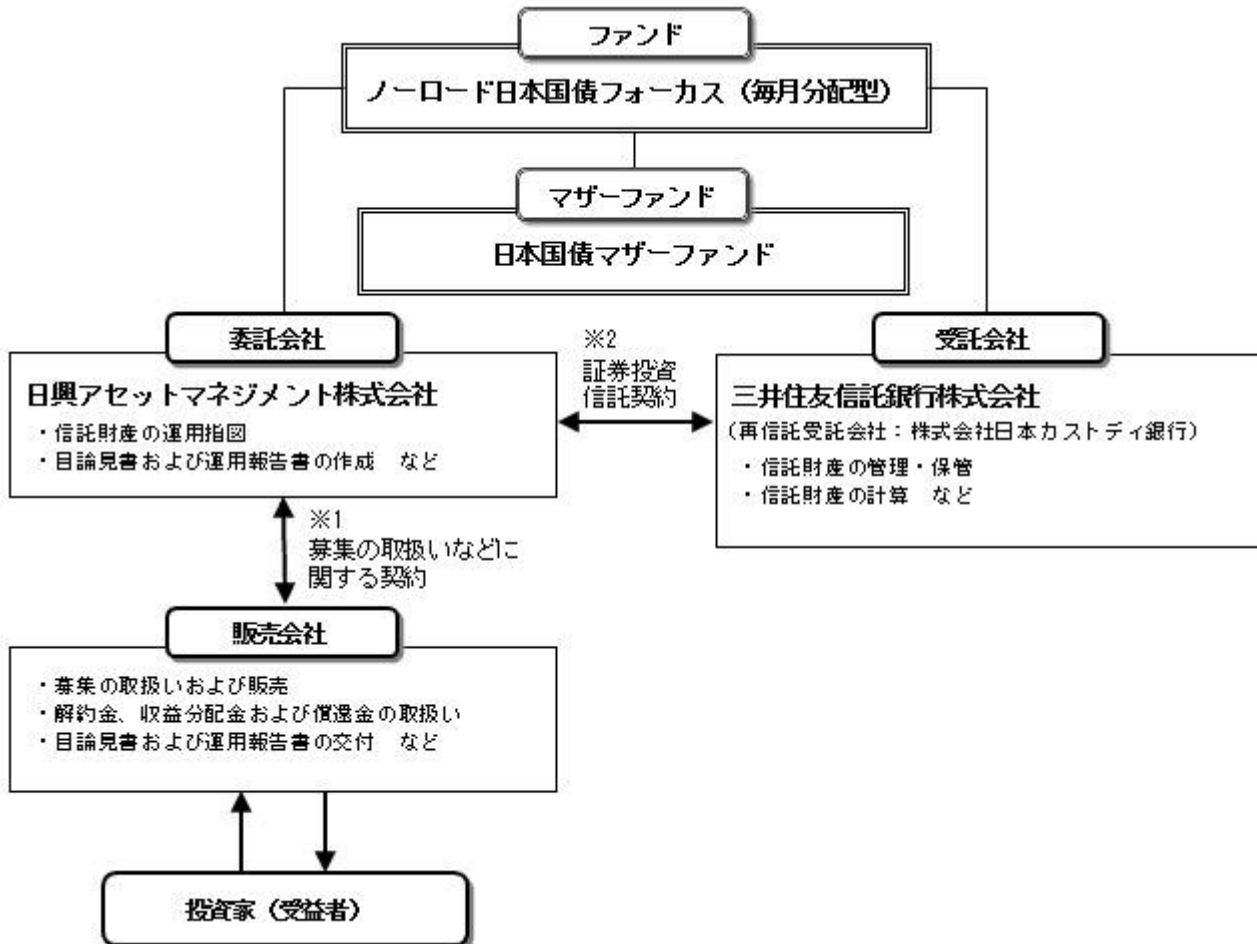 ファンド
ノーロード日本国債フォーカス（毎月分配型）
マザーファンド
日本国債マザーファンド
委託会社
日興アセットマネジメント株式会社
・信託財産の運用指図
・目論見書および運用報告書の作成　など
※2
証券投資
信託契約
受託会社
三井住友信託銀行株式会社
（再信託受託会社：株式会社日本カストディ銀行）
・信託財産の管理・保管
・信託財産の計算　など
※1
募集の取扱いなどに
関する契約
販売会社
・募集の取扱いおよび販売
・解約金、収益分配金および償還金の取扱い
・目論見書および運用報告書の交付　など
投資家（受益者）